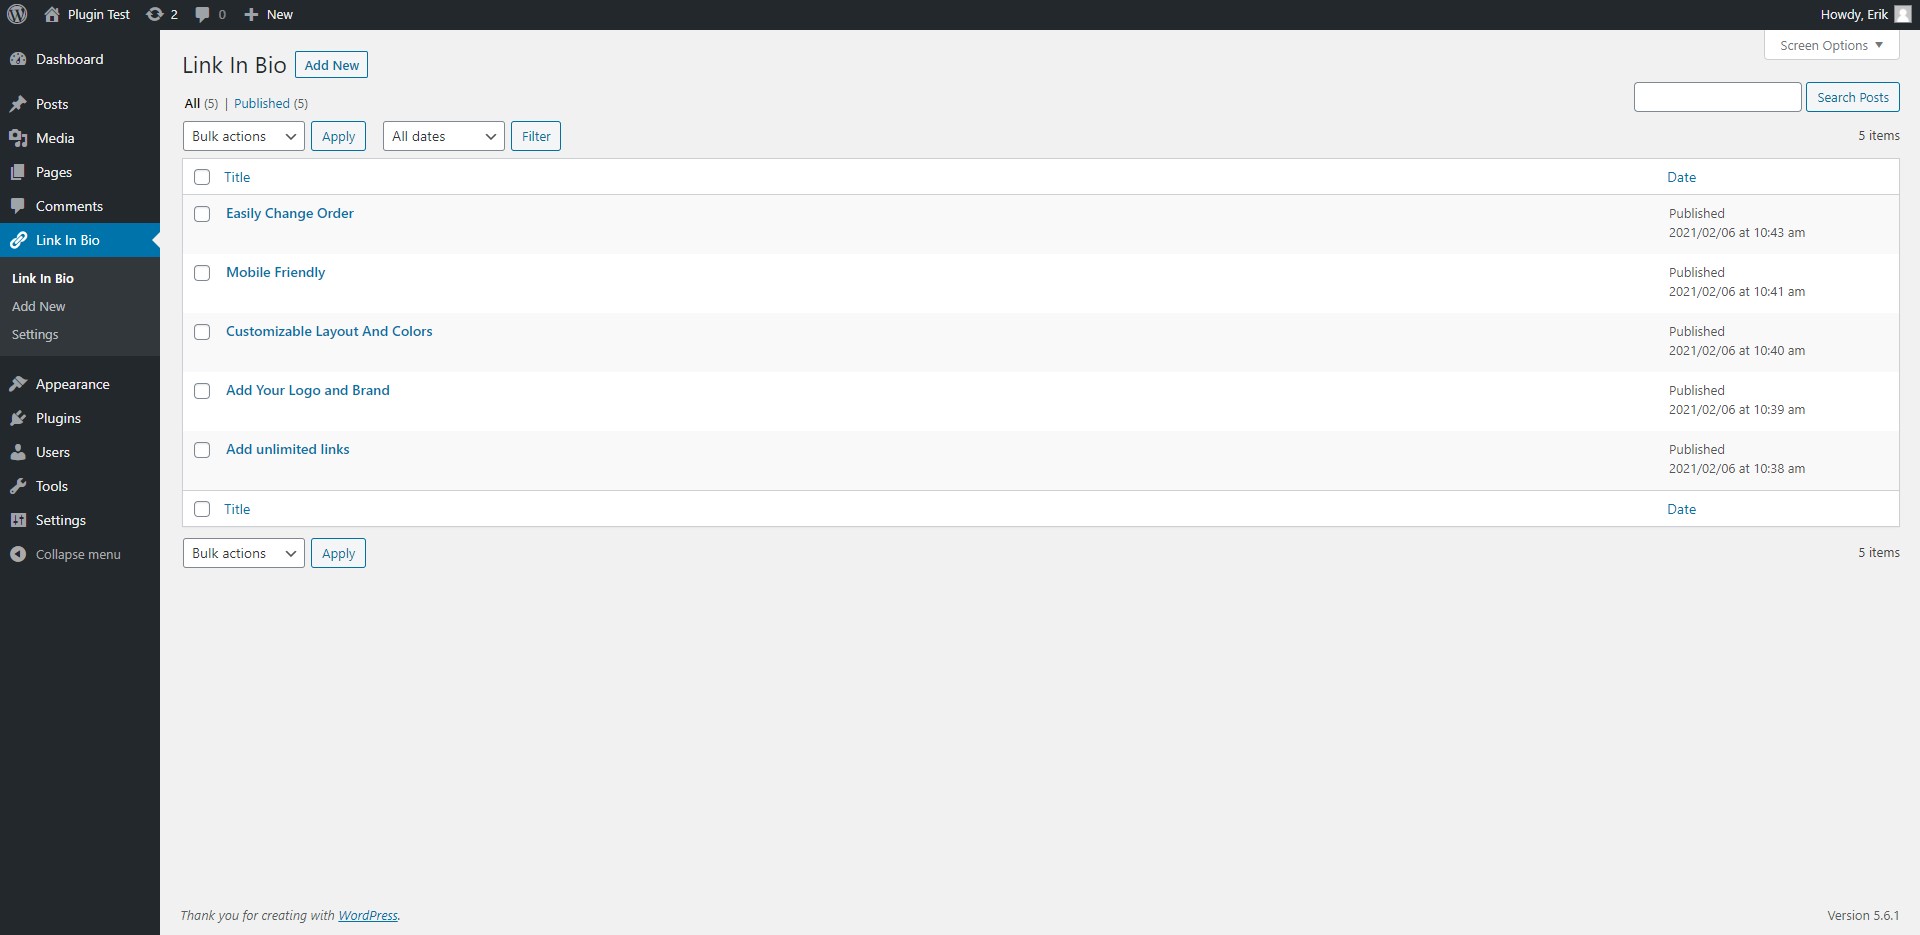 Plugin Test 2 0 New Howdy, Erik
Dashboard
Posts
Media
Pages
Comments
Link In Bio
Link In Bio
Add New
Settings
Appearance
Plugins
Users
Tools
Settings
Collapse menu
Screen Options
Link In Bio Add New
All (5) | Published (5)
Search Posts
Bulk actions Apply All dates Filter 5 items
Title Date
Easily Change Order Published
2021/02/06 at 10:43 am
Mobile Friendly Published
2021/02/06 at 10:41 am
Customizable Layout And Colors Published
2021/02/06 at 10:40 am
Add Your Logo and Brand Published
2021/02/06 at 10:39 am
Add unlimited links Published
2021/02/06 at 10:38 am
Title Date
Bulk actions Apply 5 items
Thank you for creating with WordPress. Version 5.6.1